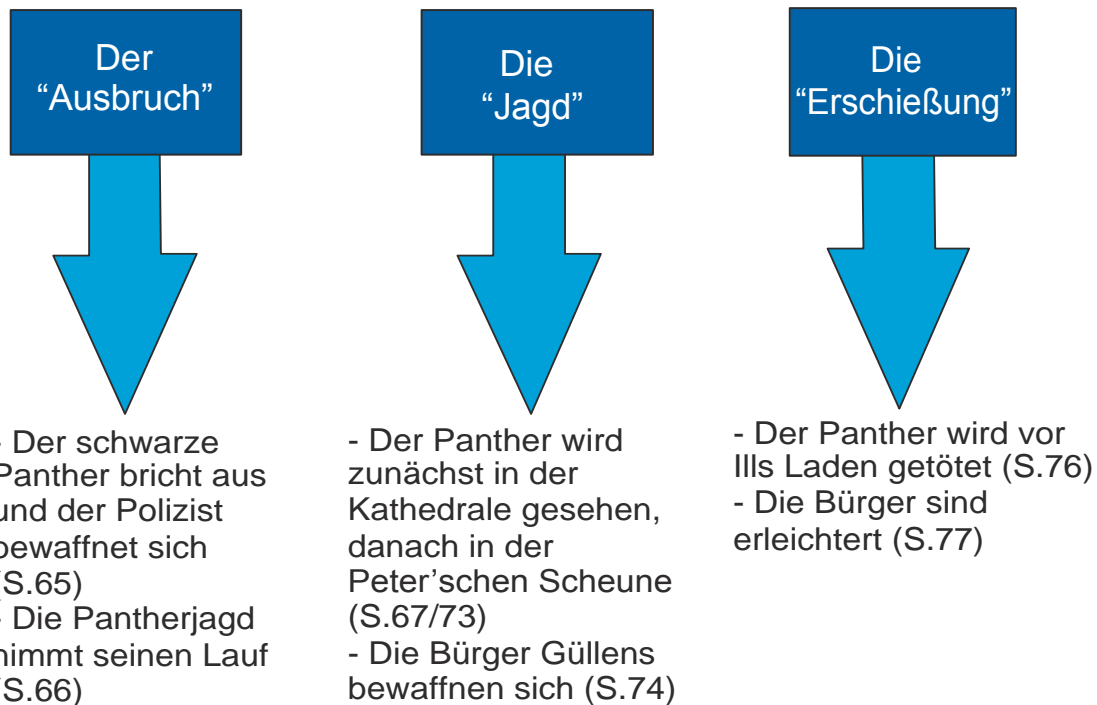 Der
“Ausbruch”
Die
“Jagd”
Die
“Erschießung”
- Der schwarze
Panther bricht aus
und der Polizist
bewaffnet sich
(S.65)
- Die Pantherjagd
nimmt seinen Lauf
(S.66)
- Der Panther wird
zunächst in der
Kathedrale gesehen,
danach in der
Peter’schen Scheune
(S.67/73)
- Die Bürger Güllens
bewaffnen sich (S.74)
- Der Panther wird vor
Ills Laden getötet (S.76)
- Die Bürger sind
erleichtert (S.77)